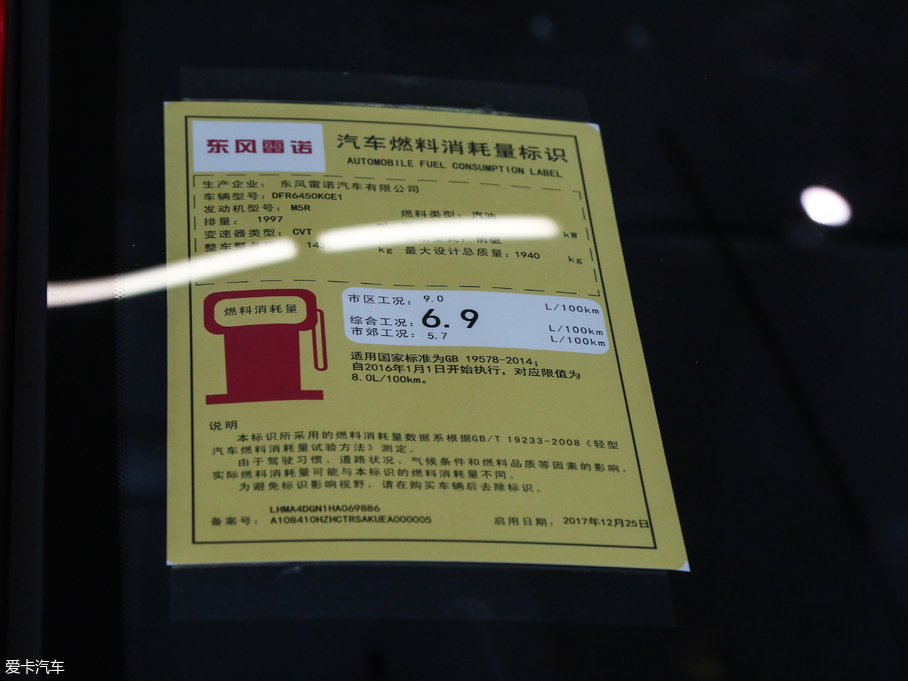 东风雷诺
汽车燃料消耗量标识
AUTOMOBILE FUEL CONSUMPTION LABEL
生产企业: 东风雷诺汽车有限公司
车辆型号: DFR6450KCE1
发动机型号: M5R 燃料类型: 汽油
排量: 1997 kW
变速器类型: CVT 前驱
整车整 kg 最大设计总质量: 1940 kg
燃料消耗量
市区工况: 9.0 L/100km
综合工况: 6.9 L/100km
市郊工况: 5.7 L/100km
适用国家标准为GB 19578-2014;
自2016年1月1日开始执行, 对应限值为
8.0L/100km。
说明
本标识所采用的燃料消耗量数据系根据GB/T 19233-2008《轻型
汽车燃料消耗量试验方法》测定。
由于驾驶习惯、道路状况、气候条件和燃料品质等因素的影响,
实际燃料消耗量可能与本标识的燃料消耗量不同。
为避免标识影响视野, 请在购买车辆后去除标识。
LHMA4DGN1HA069886
备案号: A108410HZHCTRSAKUEA000005 启用日期: 2017年12月25日
爱卡汽车